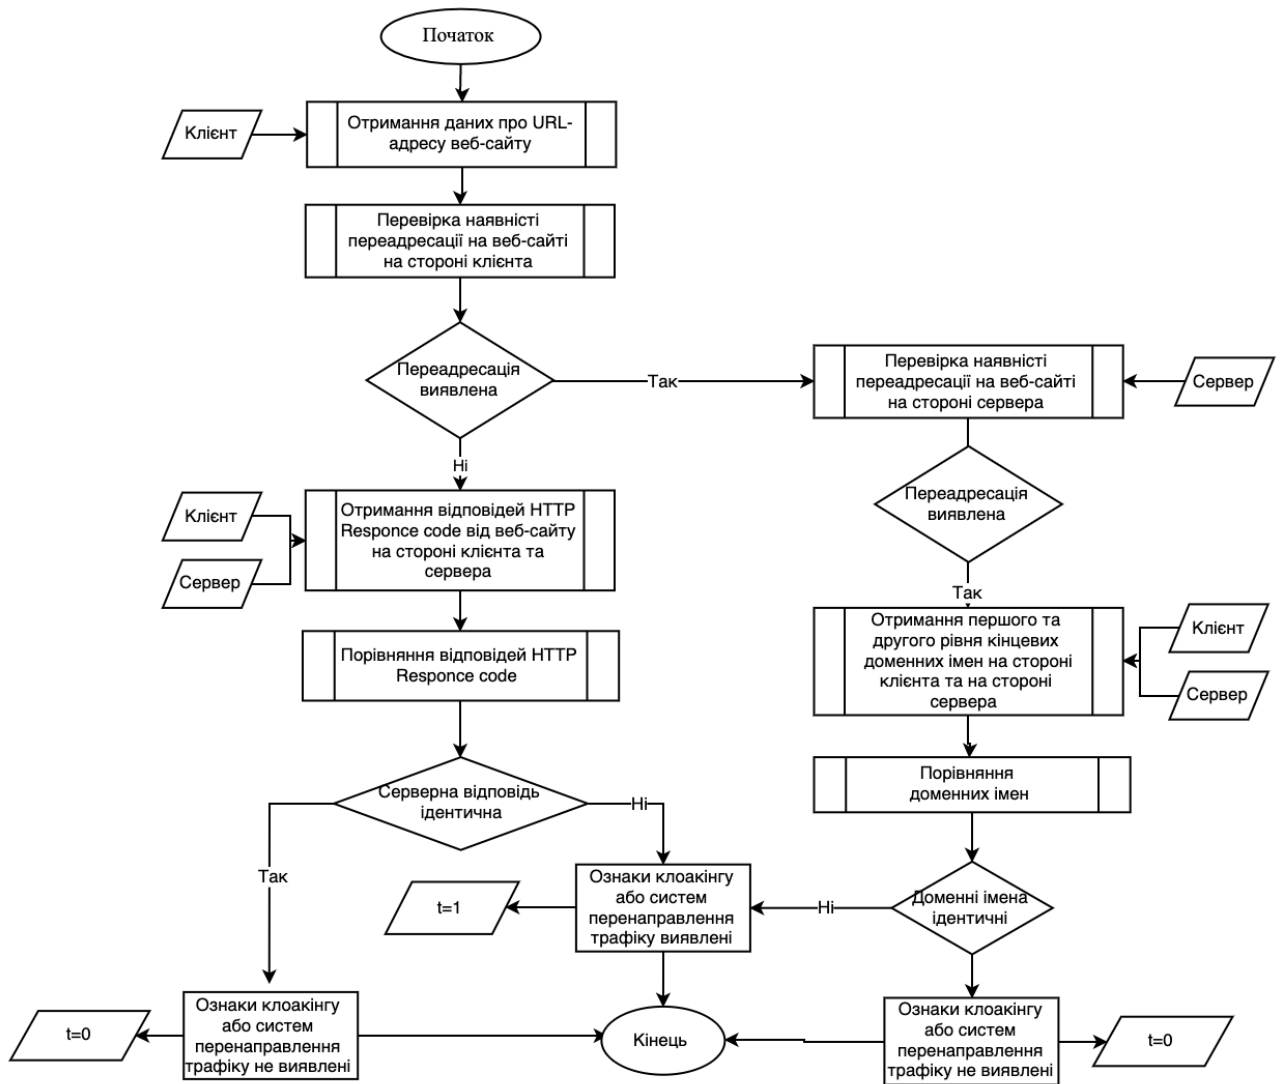 Початок
Клієнт
Отримання даних про URL-
адресу веб-сайту
Перевірка наявністі
переадресації на веб-сайті
на стороні клієнта
Переадресація
виявлена
Так
Перевірка наявністі
переадресації на веб-сайті
на стороні сервера
Сервер
Ні
Переадресація
виявлена
Клієнт
Сервер
Отримання відповідей HTTP
Responce code від веб-сайту
на стороні клієнта та
сервера
Так
Отримання першого та
другого рівня кінцевих
доменних імен на стороні
клієнта та на стороні
сервера
Клієнт
Сервер
Порівняння відповідей HTTP
Responce code
Порівняння
доменних імен
Серверна відповідь
ідентична
Ні
Так
t=1
Ознаки клоакінгу
або систем
перенаправлення
трафіку виявлені
Ні
Доменні імена
ідентичні
t=0
Ознаки клоакінгу
або систем
перенаправлення
трафіку не виявлені
Кінець
Ознаки клоакінгу
або систем
перенаправлення
трафіку не виявлені
t=0